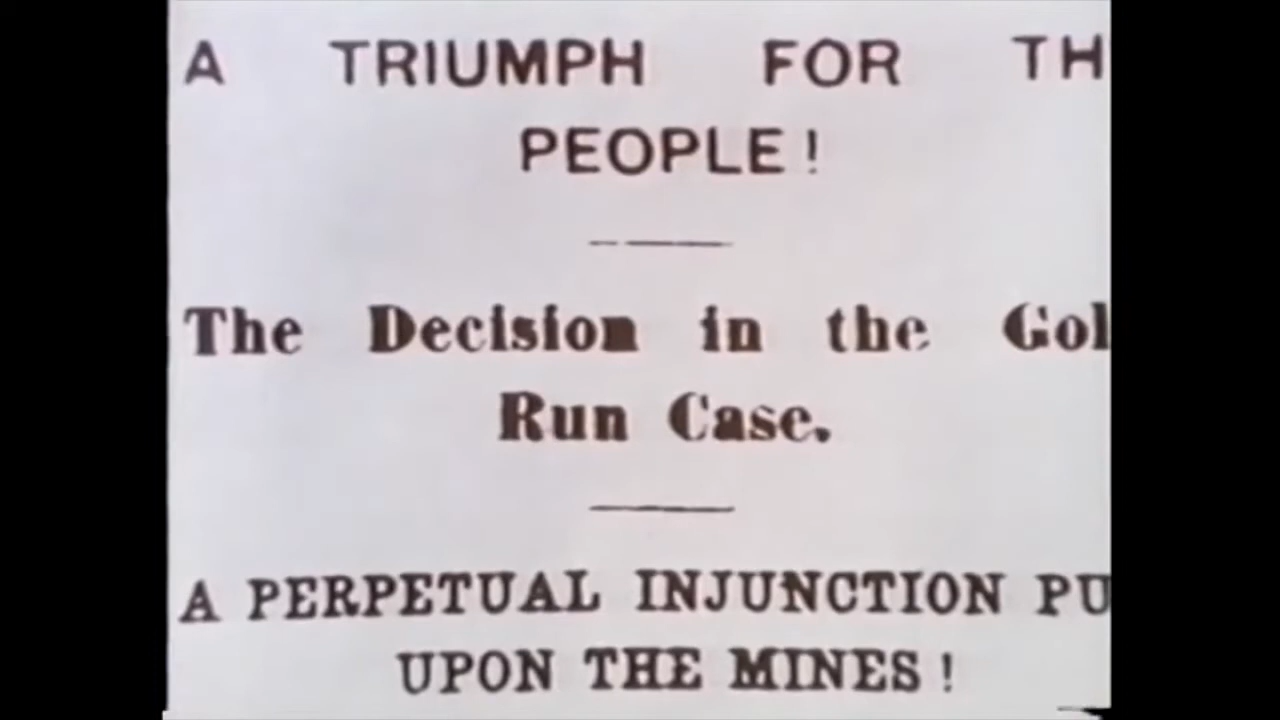 A TRIUMPH FOR TH
PEOPLE!
The Decision in the Gol
Run Case.
A PERPETUAL INJUNCTION PU
UPON THE MINES!